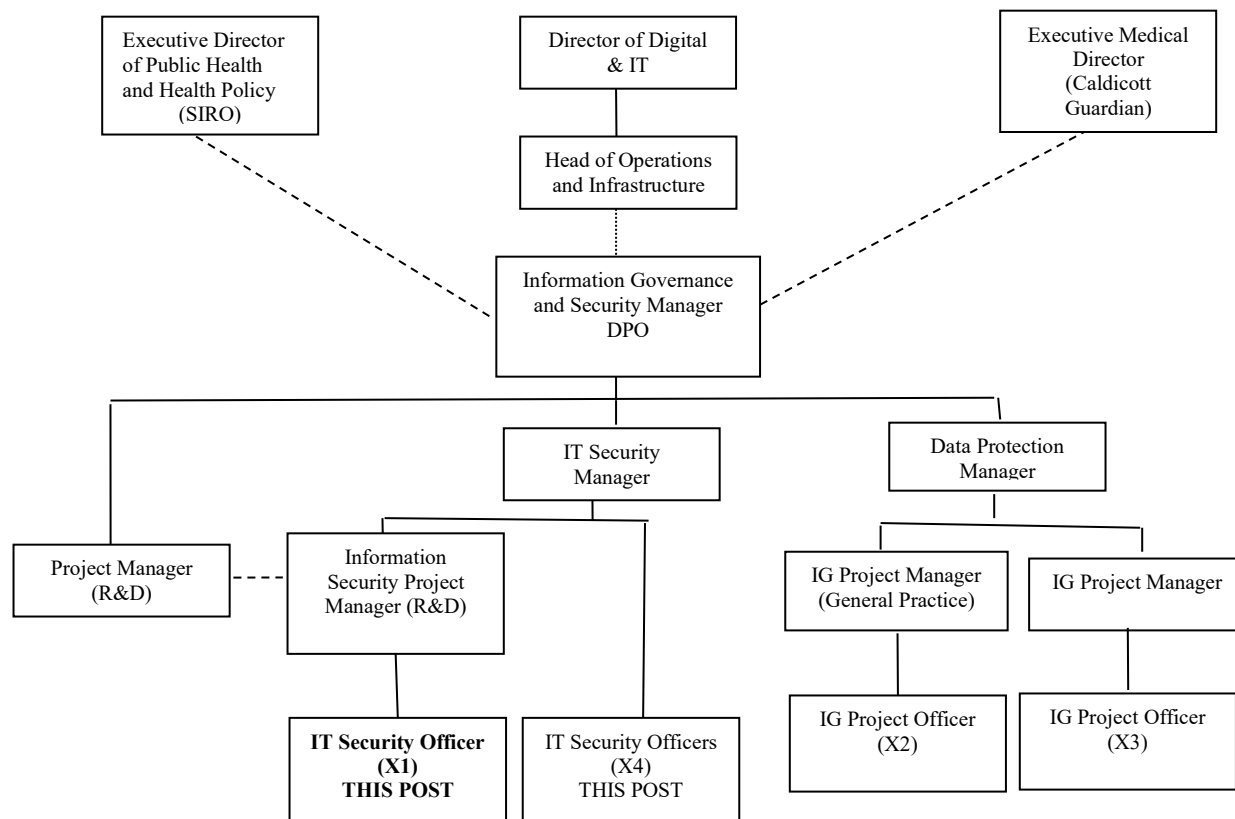 Executive Director
of Public Health
and Health Policy
(SIRO)
Director of Digital
& IT
Executive Medical
Director
(Caldicott
Guardian)
Head of Operations
and Infrastructure
Information Governance
and Security Manager
DPO
IT Security
Manager
Data Protection
Manager
Project Manager
(R&D)
Information
Security Project
Manager (R&D)
IG Project Manager
(General Practice)
IG Project Manager
IT Security Officer
(X1)
THIS POST
IT Security Officers
(X4)
THIS POST
IG Project Officer
(X2)
IG Project Officer
(X3)